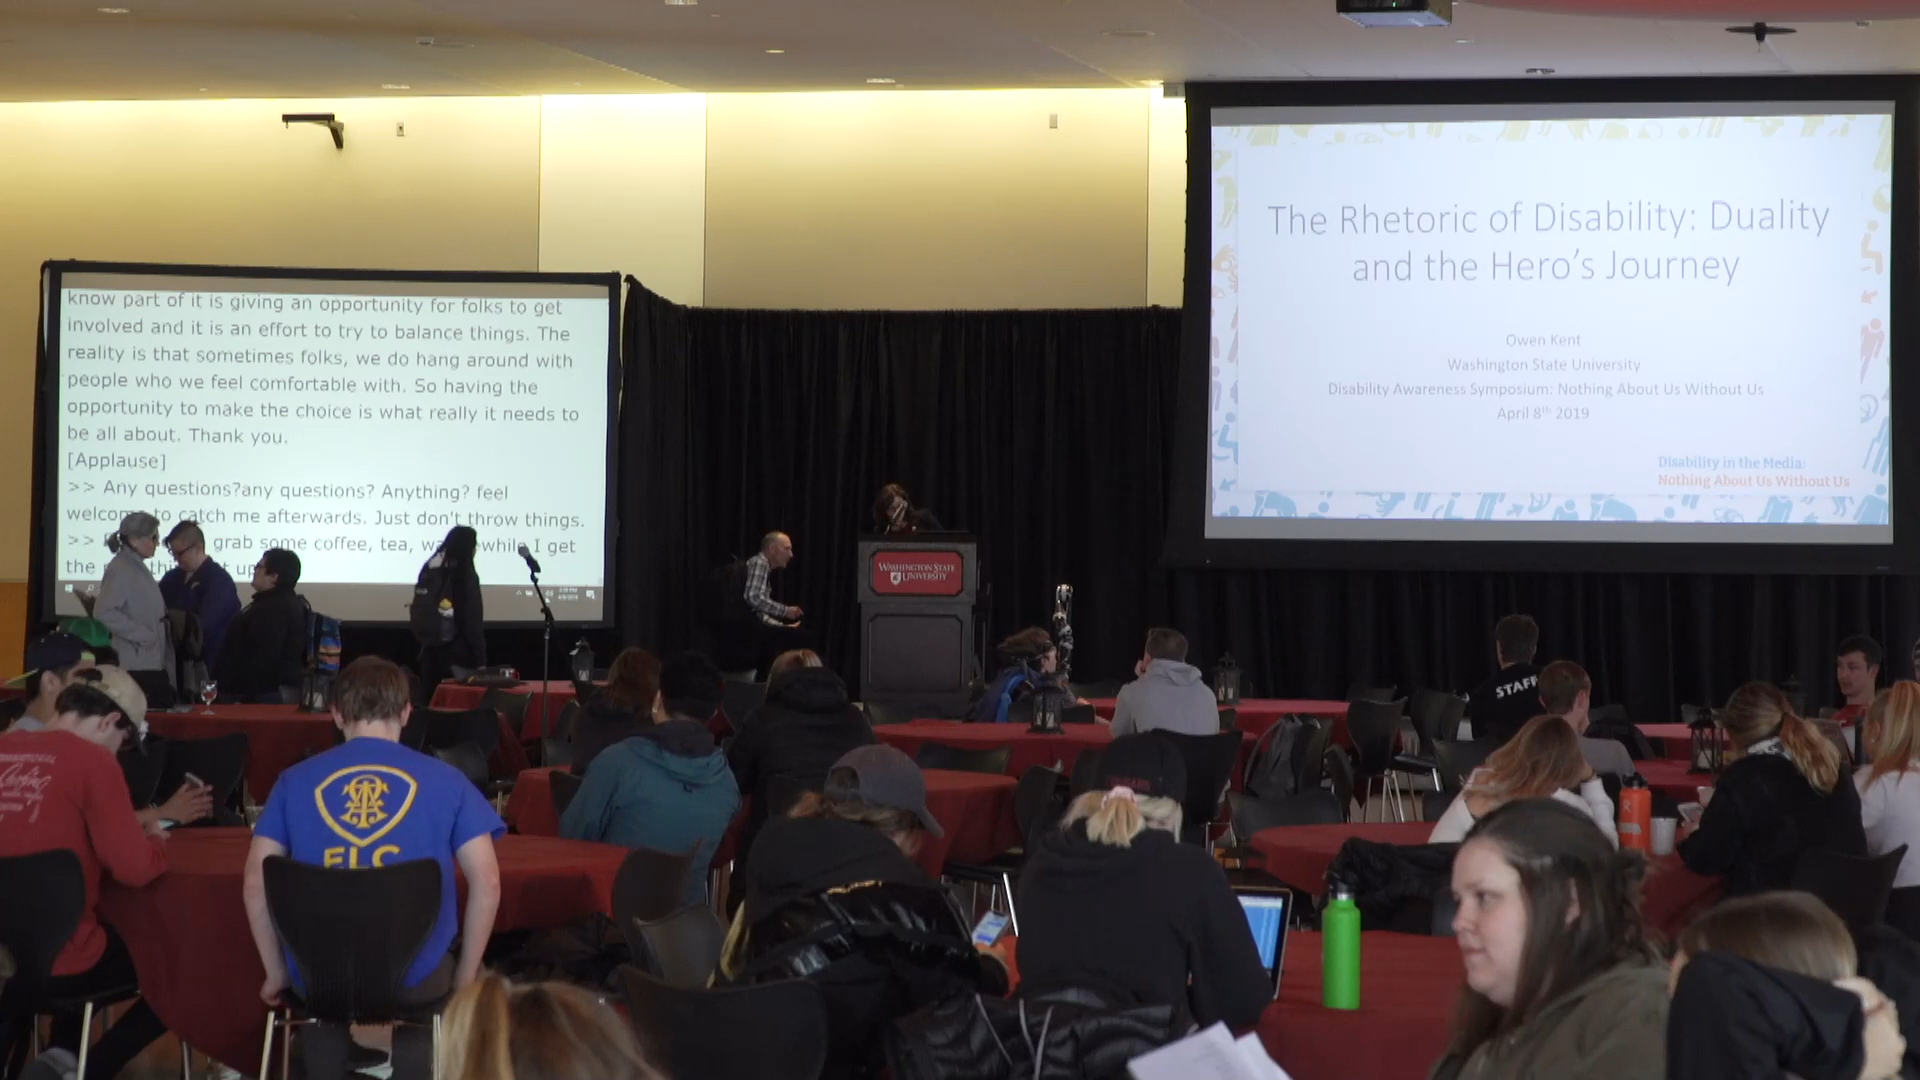 know part of it is giving an opportunity for folks to get
involved and it is an effort to try to balance things. The
reality is that sometimes folks, we do hang around with
people who we feel comfortable with. So having the
opportunity to make the choice is what really it needs to
be all about. Thank you.
[Applause]
>> Any questions?any questions? Anything? feel
welcome to catch me afterwards. Just don't throw things.
>> grab some coffee, tea, while I get
the up
The Rhetoric of Disability: Duality
and the Hero's Journey
Owen Kent
Washington State University
Disability Awareness Symposium: Nothing About Us Without Us
April 8th 2019
Disability in the Media:
Nothing About Us Without Us
WASHINGTON STATE
UNIVERSITY
STAFF
ELC